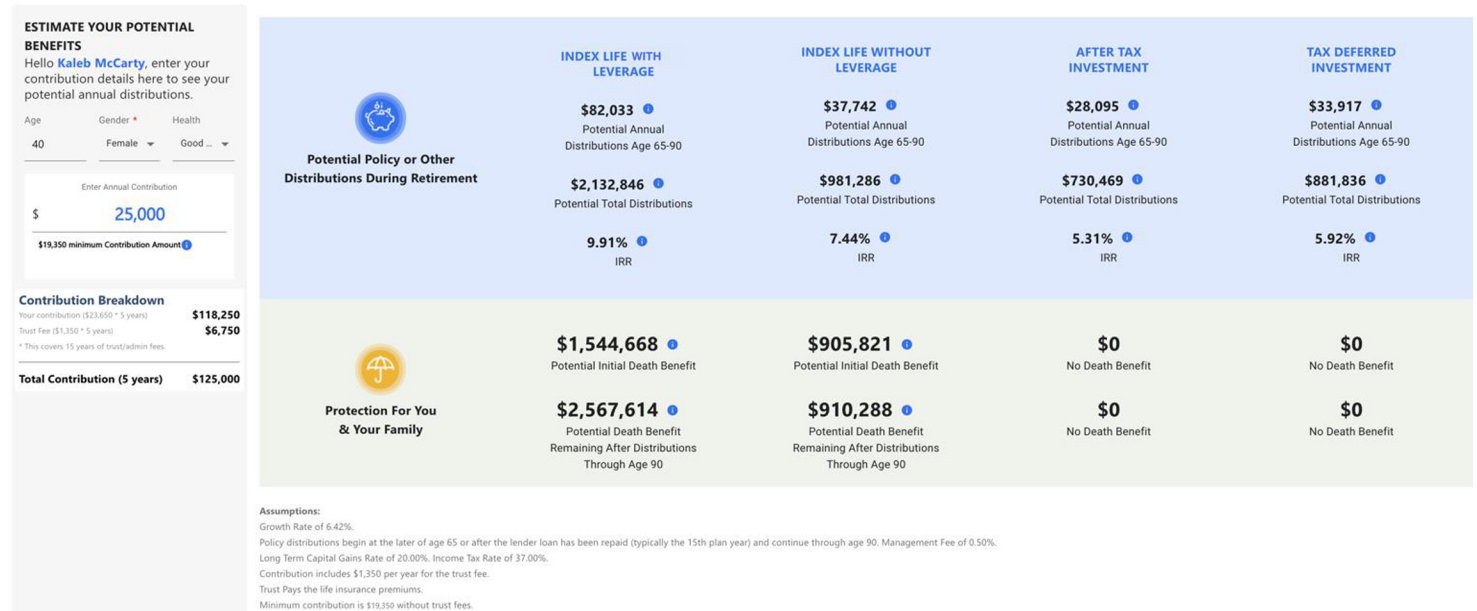 ESTIMATE YOUR POTENTIAL
BENEFITS
Hello Kaleb McCarty, enter your
contribution details here to see your
potential annual distributions.
Age Gender * Health
40 Female Good ...
Enter Annual Contribution
$ 25,000
$19,350 minimum Contribution Amount
Contribution Breakdown
Your contribution ($23,650 * 5 years) $118,250
Trust Fee ($1,350 * 5 years) $6,750
* This covers 15 years of trust/admin fees.
Total Contribution (5 years) $125,000
INDEX LIFE WITH
LEVERAGE
INDEX LIFE WITHOUT
LEVERAGE
AFTER TAX
INVESTMENT
TAX DEFERRED
INVESTMENT
Potential Policy or Other
Distributions During Retirement
$82,033 $37,742 $28,095 $33,917
Potential Annual Potential Annual Potential Annual Potential Annual
Distributions Age 65-90 Distributions Age 65-90 Distributions Age 65-90 Distributions Age 65-90
$2,132,846 $981,286 $730,469 $881,836
Potential Total Distributions Potential Total Distributions Potential Total Distributions Potential Total Distributions
9.91% 7.44% 5.31% 5.92%
IRR IRR IRR IRR
Protection For You
& Your Family
$1,544,668 $905,821 $0 $0
Potential Initial Death Benefit Potential Initial Death Benefit No Death Benefit No Death Benefit
$2,567,614 $910,288 $0 $0
Potential Death Benefit Potential Death Benefit No Death Benefit No Death Benefit
Remaining After Distributions Remaining After Distributions
Through Age 90 Through Age 90
Assumptions:
Growth Rate of 6.42%.
Policy distributions begin at the later of age 65 or after the lender loan has been repaid (typically the 15th plan year) and continue through age 90. Management Fee of 0.50%.
Long Term Capital Gains Rate of 20.00%. Income Tax Rate of 37.00%.
Contribution includes $1,350 per year for the trust fee.
Trust Pays the life insurance premiums.
Minimum contribution is $19,350 without trust fees.